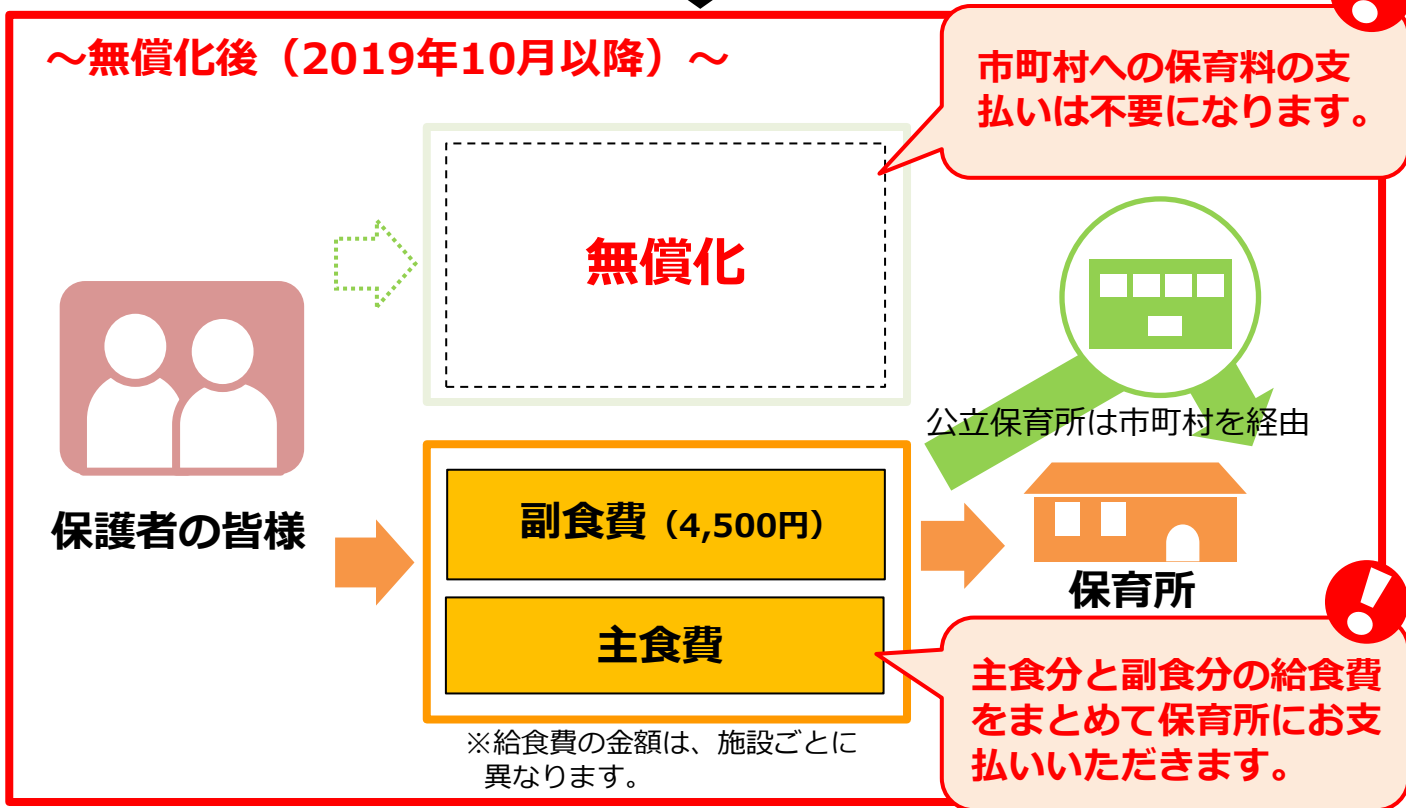 ～無償化後（2019年10月以降）～
市町村への保育料の支
払いは不要になります。
無償化
公立保育所は市町村を経由
保護者の皆様
副食費（4,500円）
主食費
保育所
※給食費の金額は、施設ごとに
異なります。
主食分と副食分の給食費
をまとめて保育所にお支
払いいただきます。